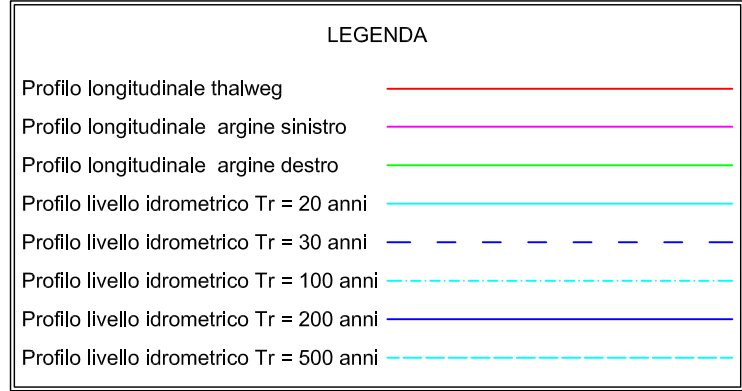 LEGENDA
Profilo longitudinale thalweg
Profilo longitudinale argine sinistro
Profilo longitudinale argine destro
Profilo livello idrometrico Tr = 20 anni
Profilo livello idrometrico Tr = 30 anni
Profilo livello idrometrico Tr = 100 anni
Profilo livello idrometrico Tr = 200 anni
Profilo livello idrometrico Tr = 500 anni